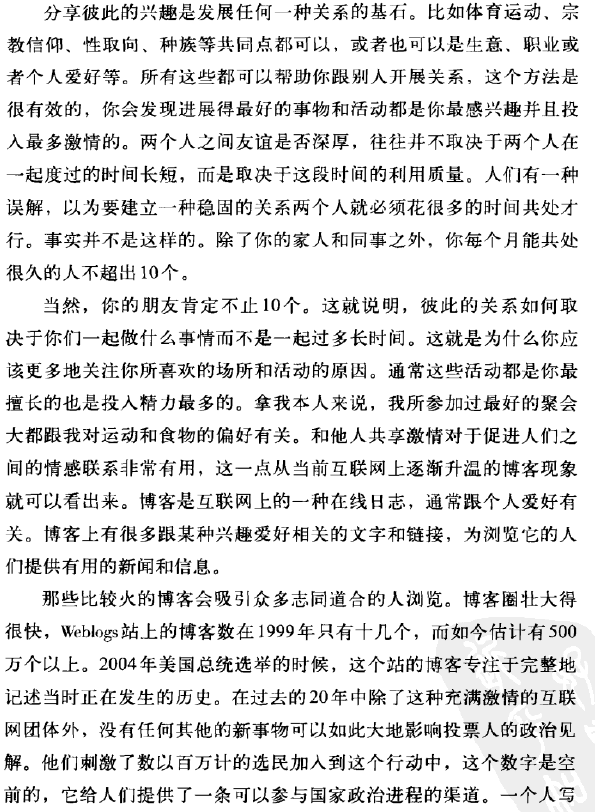 分享彼此的兴趣是发展任何一种关系的基石。比如体育运动、宗
教信仰、性取向、种族等共同点都可以，或者也可以是生意、职业或
者个人爱好等。所有这些都可以帮助你跟别人开展关系，这个方法是
很有效的，你会发现进展得最好的事物和活动都是你最感兴趣并且投
入最多激情的。两个人之间友谊是否深厚，往往并不取决于两个人在
一起度过的时间长短，而是取决于这段时间的利用质量。人们有一种
误解，以为要建立一种稳固的关系两个人就必须花很多的时间共处才
行。事实并不是这样的。除了你的家人和同事之外，你每个月能共处
很久的人不超出10个。
当然，你的朋友肯定不止10个。这就说明，彼此的关系如何取
决于你们一起做什么事情而不是一起过多长时间。这就是为什么你应
该更多地关注你所喜欢的场所和活动的原因。通常这些活动都是你最
擅长的也是投入精力最多的。拿我本人来说，我所参加过最好的聚会
大都跟我对运动和食物的偏好有关。和他人共享激情对于促进人们之
间的情感联系非常有用，这一点从当前互联网上逐渐升温的博客现象
就可以看出来。博客是互联网上的一种在线日志，通常跟个人爱好有
关。博客上有很多跟某种兴趣爱好相关的文字和链接，为浏览它的人
们提供有用的新闻和信息。
那些比较火的博客会吸引众多志同道合的人浏览。博客圈壮大得
很快，Weblogs站上的博客数在1999年只有十几个，而如今估计有500
万个以上。2004年美国总统选举的时候，这个站的博客专注于完整地
记述当时正在发生的历史。在过去的20年中除了这种充满激情的互联
网团体外，没有任何其他的新事物可以如此大地影响投票人的政治见
解。他们刺激了数以百万计的选民加入到这个行动中，这个数字是空
前的，它给人们提供了一条可以参与国家政治进程的渠道。一个人写